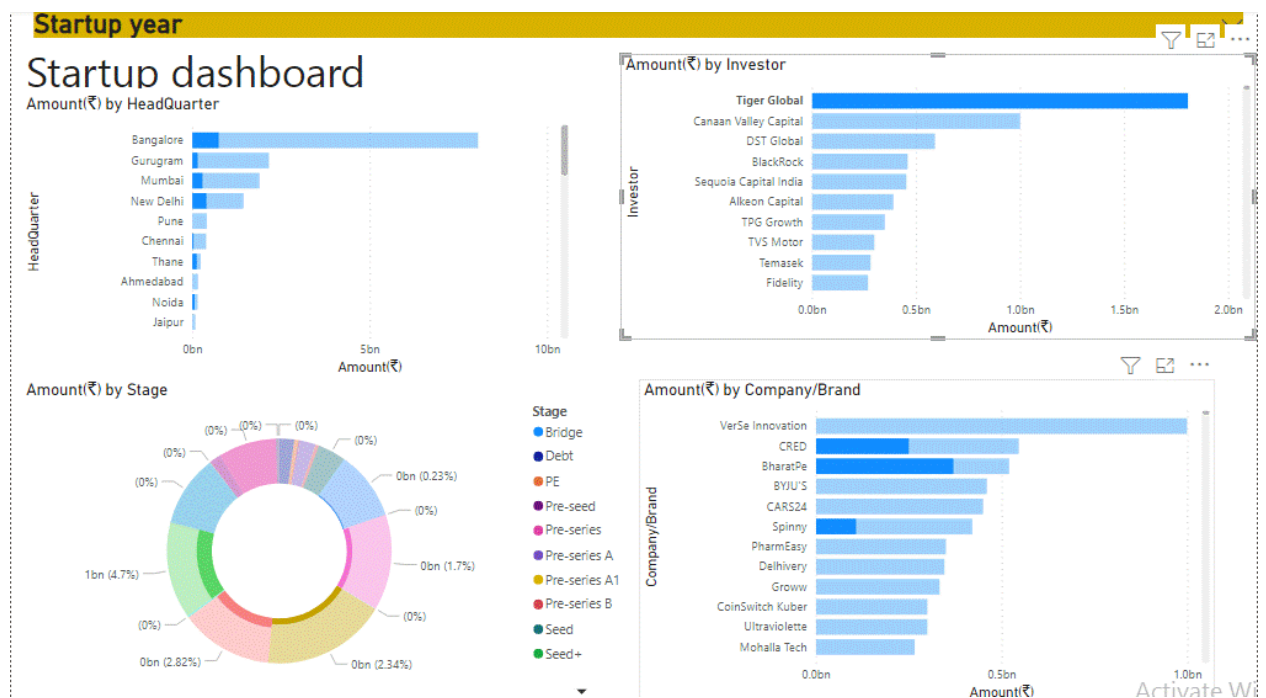 Startup year
Startup dashboard
Amount(₹) by HeadQuarter
Bangalore
Gurugram
Mumbai
New Delhi
Pune
Chennai
Thane
Ahmedabad
Noida
Jaipur
HeadQuarter
0bn 5bn 10bn
Amount(₹)
Amount(₹) by Investor
Tiger Global
Canaan Valley Capital
DST Global
BlackRock
Sequoia Capital India
Alkeon Capital
TPG Growth
TVS Motor
Temasek
Fidelity
Investor
0.0bn 0.5bn 1.0bn 1.5bn 2.0bn
Amount(₹)
Amount(₹) by Stage
(0%) (0%) (0%)
(0%)
(0%)
(0%)
0bn (0.23%)
(0%)
0bn (1.7%)
1bn (4.7%)
(0%)
(0%)
0bn (2.82%)
0bn (2.34%)
Stage
Bridge
Debt
PE
Pre-seed
Pre-series
Pre-series A
Pre-series A1
Pre-series B
Seed
Seed+
Amount(₹) by Company/Brand
VerSe Innovation
CRED
BharatPe
BYJU'S
CARS24
Spinny
PharmEasy
Delhivery
Groww
CoinSwitch Kuber
Ultraviolette
Mohalla Tech
Company/Brand
0.0bn 0.5bn 1.0bn
Amount(₹)
Activate Wi